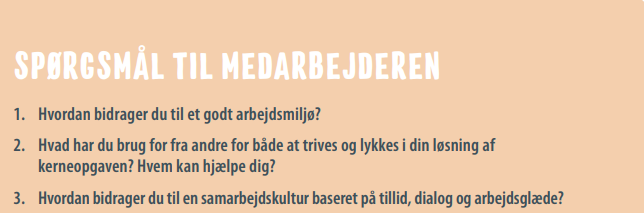 SPØRGSMÅL TIL MEDARBEJDEREN
1. Hvordan bidrager du til et godt arbejdsmiljø?
2. Hvad har du brug for fra andre for både at trives og lykkes i din løsning af
kerneopgaven? Hvem kan hjælpe dig?
3. Hvordan bidrager du til en samarbejdskultur baseret på tillid, dialog og arbejdsglæde?